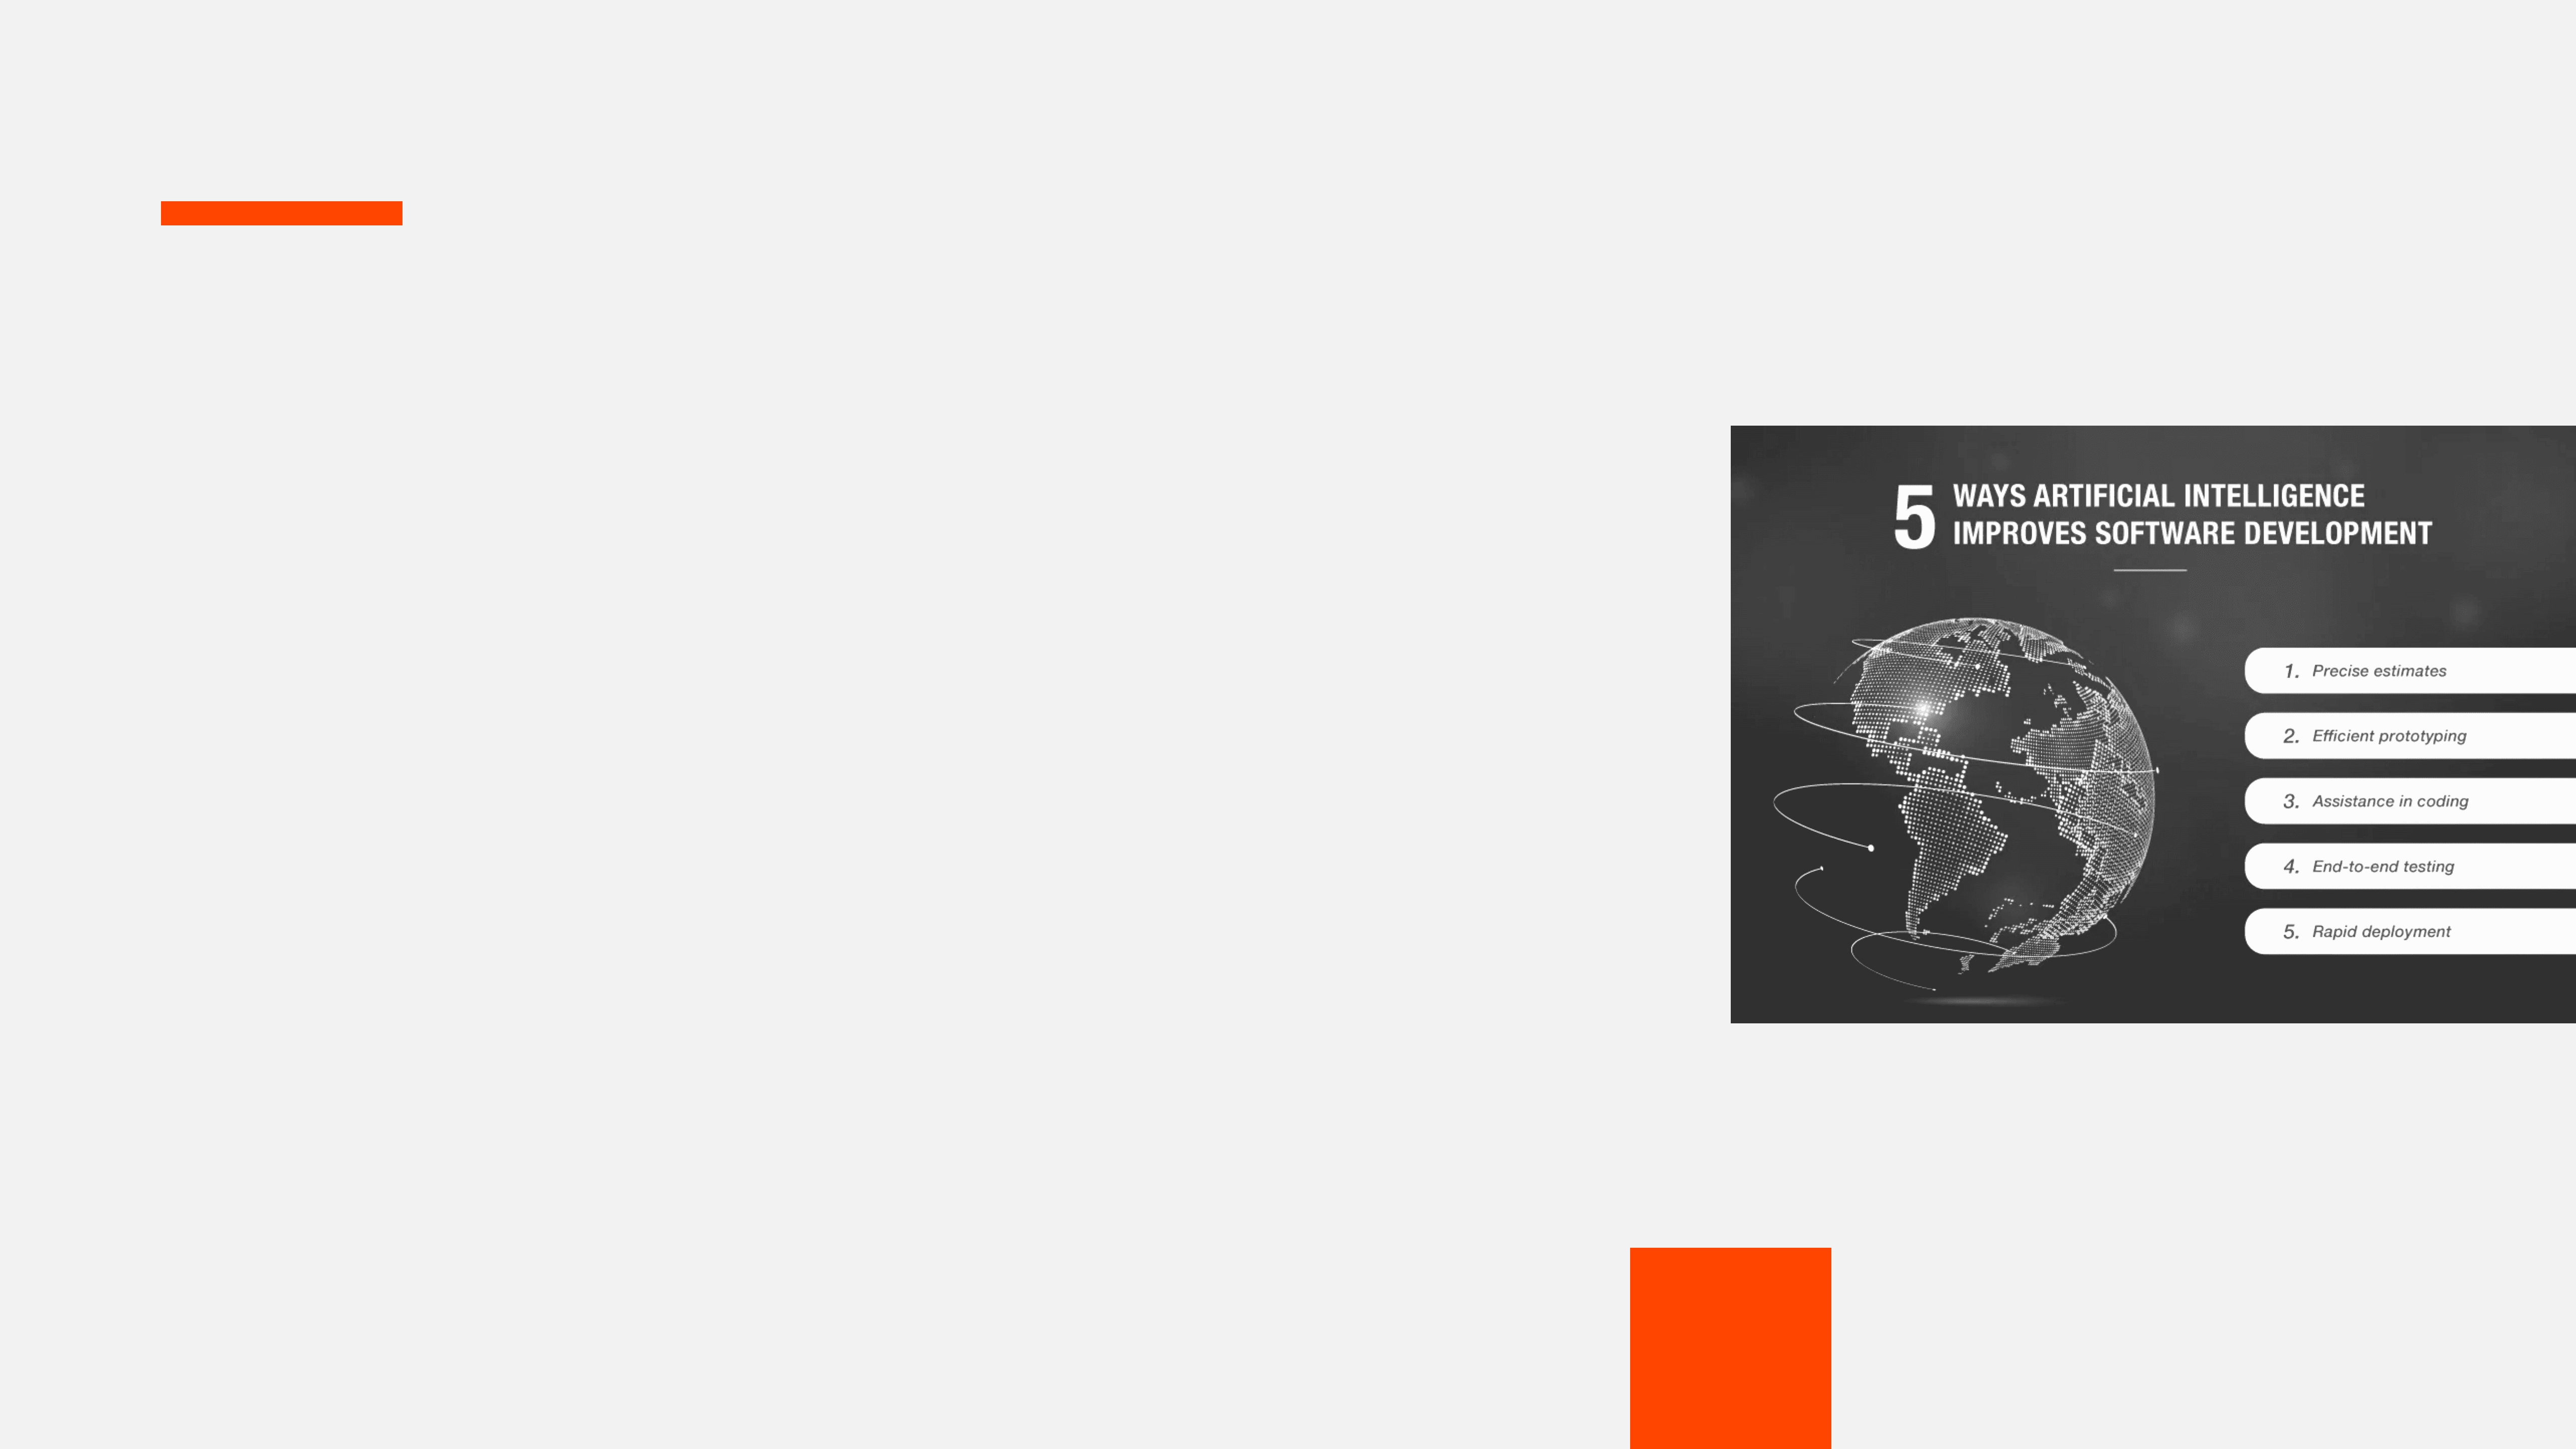 5 WAYS ARTIFICIAL INTELLIGENCE
IMPROVES SOFTWARE DEVELOPMENT
1. Precise estimates
2. Efficient prototyping
3. Assistance in coding
4. End-to-end testing
5. Rapid deployment